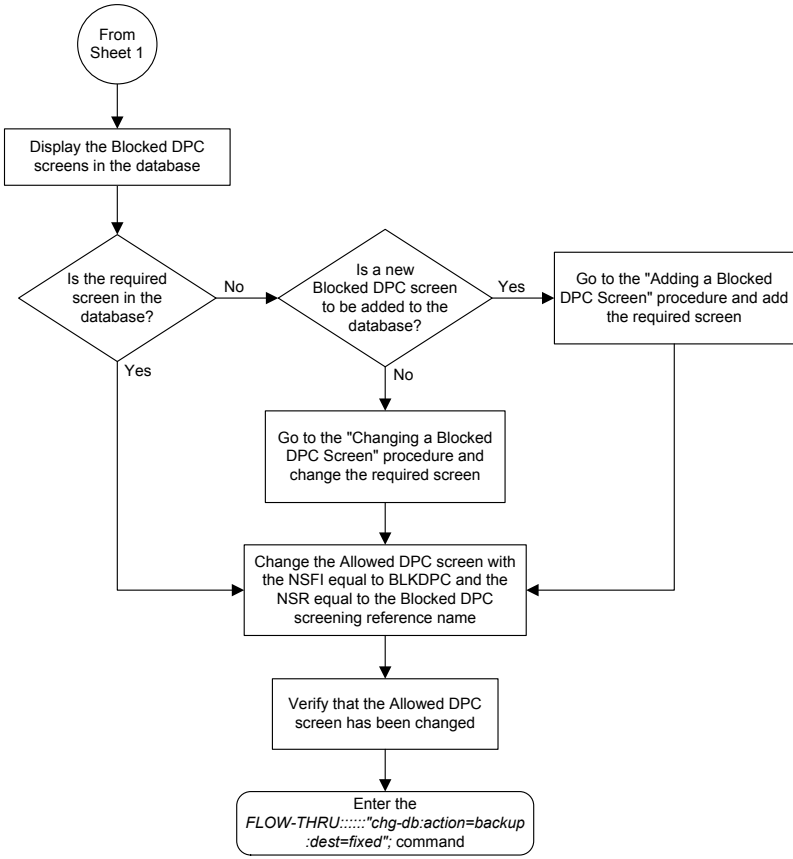 From
Sheet 1
Display the Blocked DPC
screens in the database
Is the required
screen in the
database?
No
Yes
Is a new
Blocked DPC screen
to be added to the
database?
Yes
No
Go to the "Adding a Blocked
DPC Screen" procedure and add
the required screen
Go to the "Changing a Blocked
DPC Screen" procedure and
change the required screen
Change the Allowed DPC screen with
the NSFI equal to BLKDPC and the
NSR equal to the Blocked DPC
screening reference name
Verify that the Allowed DPC
screen has been changed
Enter the
FLOW-THRU::::::"chg-db:action=backup
:dest=fixed"; command